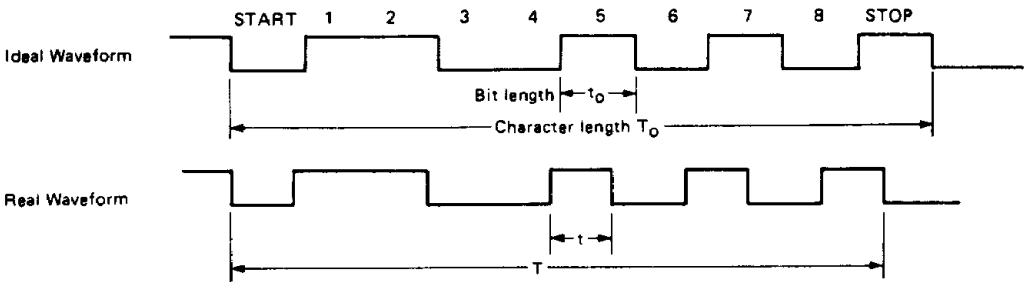 START 1 2 3 4 5 6 7 8 STOP
Ideal Waveform
Bit length t₀
Character length T₀
Real Waveform
t
T